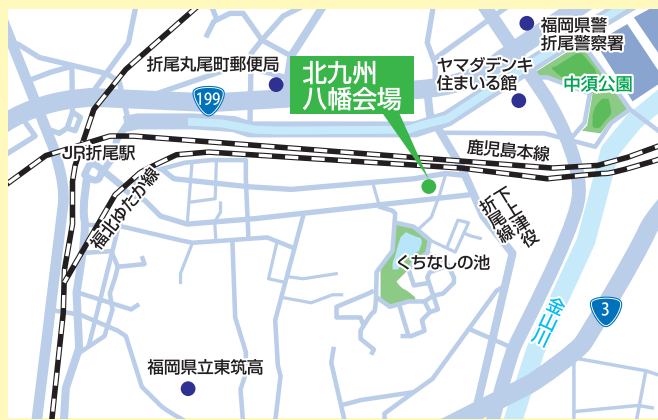 福岡県警
折尾警察署
折尾丸尾町郵便局
北九州
八幡会場
ヤマダデンキ
住まいる館
中須公園
199
JR折尾駅
鹿児島本線
福北ゆたか線
下上津役
折尾線
くちなしの池
金山川
3
福岡県立東筑高